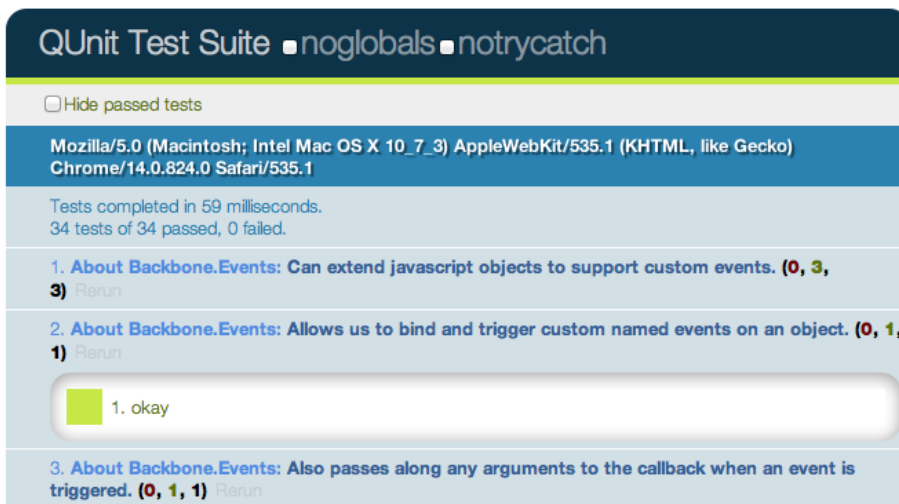 QUnit Test Suite noglobals notrycatch
Hide passed tests
Mozilla/5.0 (Macintosh; Intel Mac OS X 10_7_3) AppleWebKit/535.1 (KHTML, like Gecko)
Chrome/14.0.824.0 Safari/535.1
Tests completed in 59 milliseconds.
34 tests of 34 passed, 0 failed.
1. About Backbone.Events: Can extend javascript objects to support custom events. (0, 3,
3) Rerun
2. About Backbone.Events: Allows us to bind and trigger custom named events on an object. (0, 1,
1) Rerun
1. okay
3. About Backbone.Events: Also passes along any arguments to the callback when an event is
triggered. (0, 1, 1) Rerun